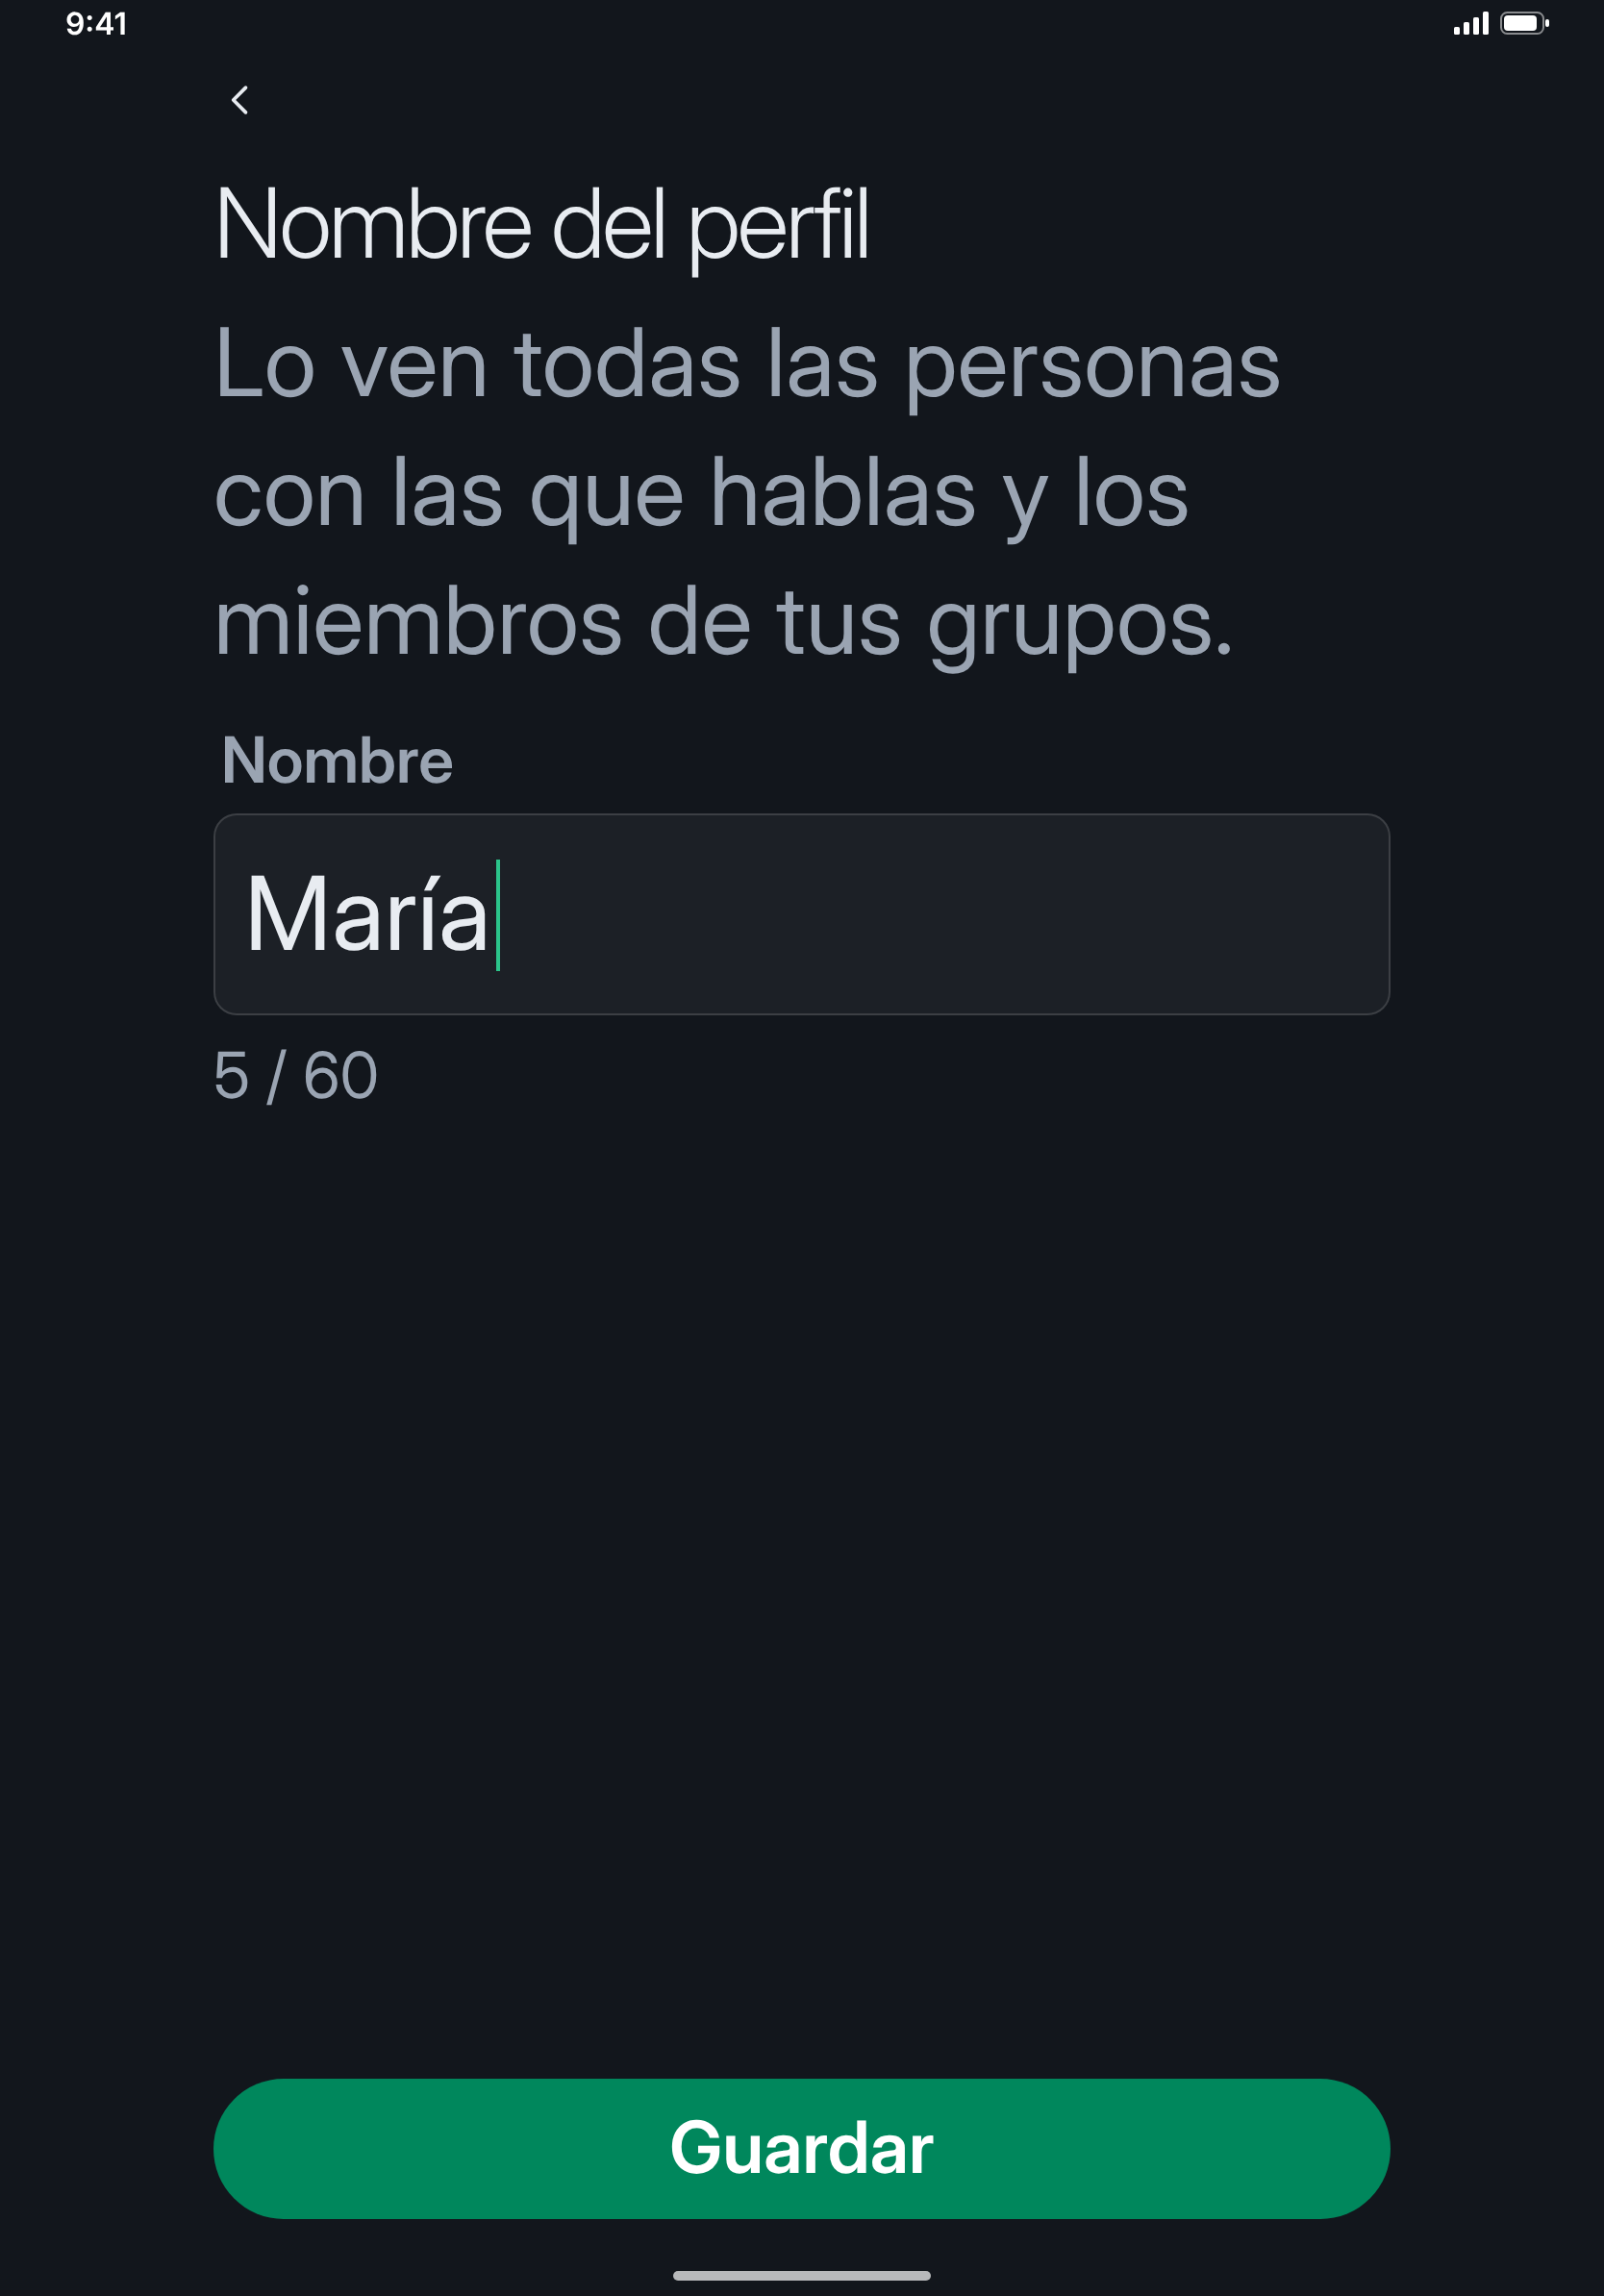 9:41
Nombre del perfil
Lo ven todas las personas
con las que hablas y los
miembros de tus grupos.
Nombre
María
5 / 60
Guardar